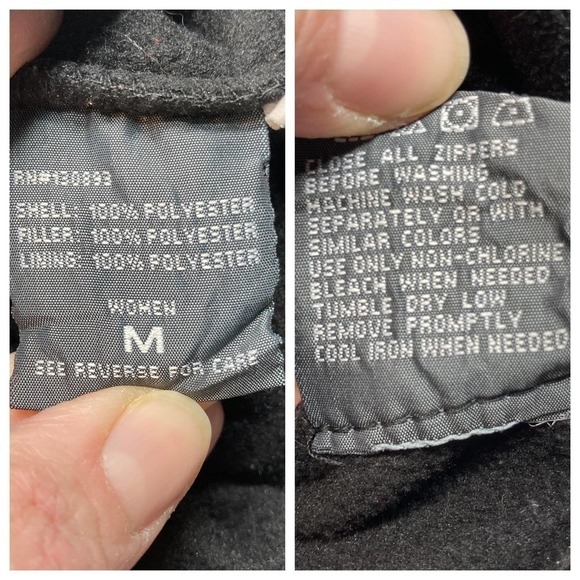 RN#130893
SHELL: 100% POLYESTER
FILLER: 100% POLYESTER
LINING: 100% POLYESTER
WOMEN
M
SEE REVERSE FOR CARE
CLOSE ALL ZIPPERS
BEFORE WASHING
MACHINE WASH COLD
SEPARATELY OR WITH
SIMILAR COLORS
USE ONLY NON-CHLORINE
BLEACH WHEN NEEDED
TUMBLE DRY LOW
REMOVE PROMPTLY
COOL IRON WHEN NEEDED